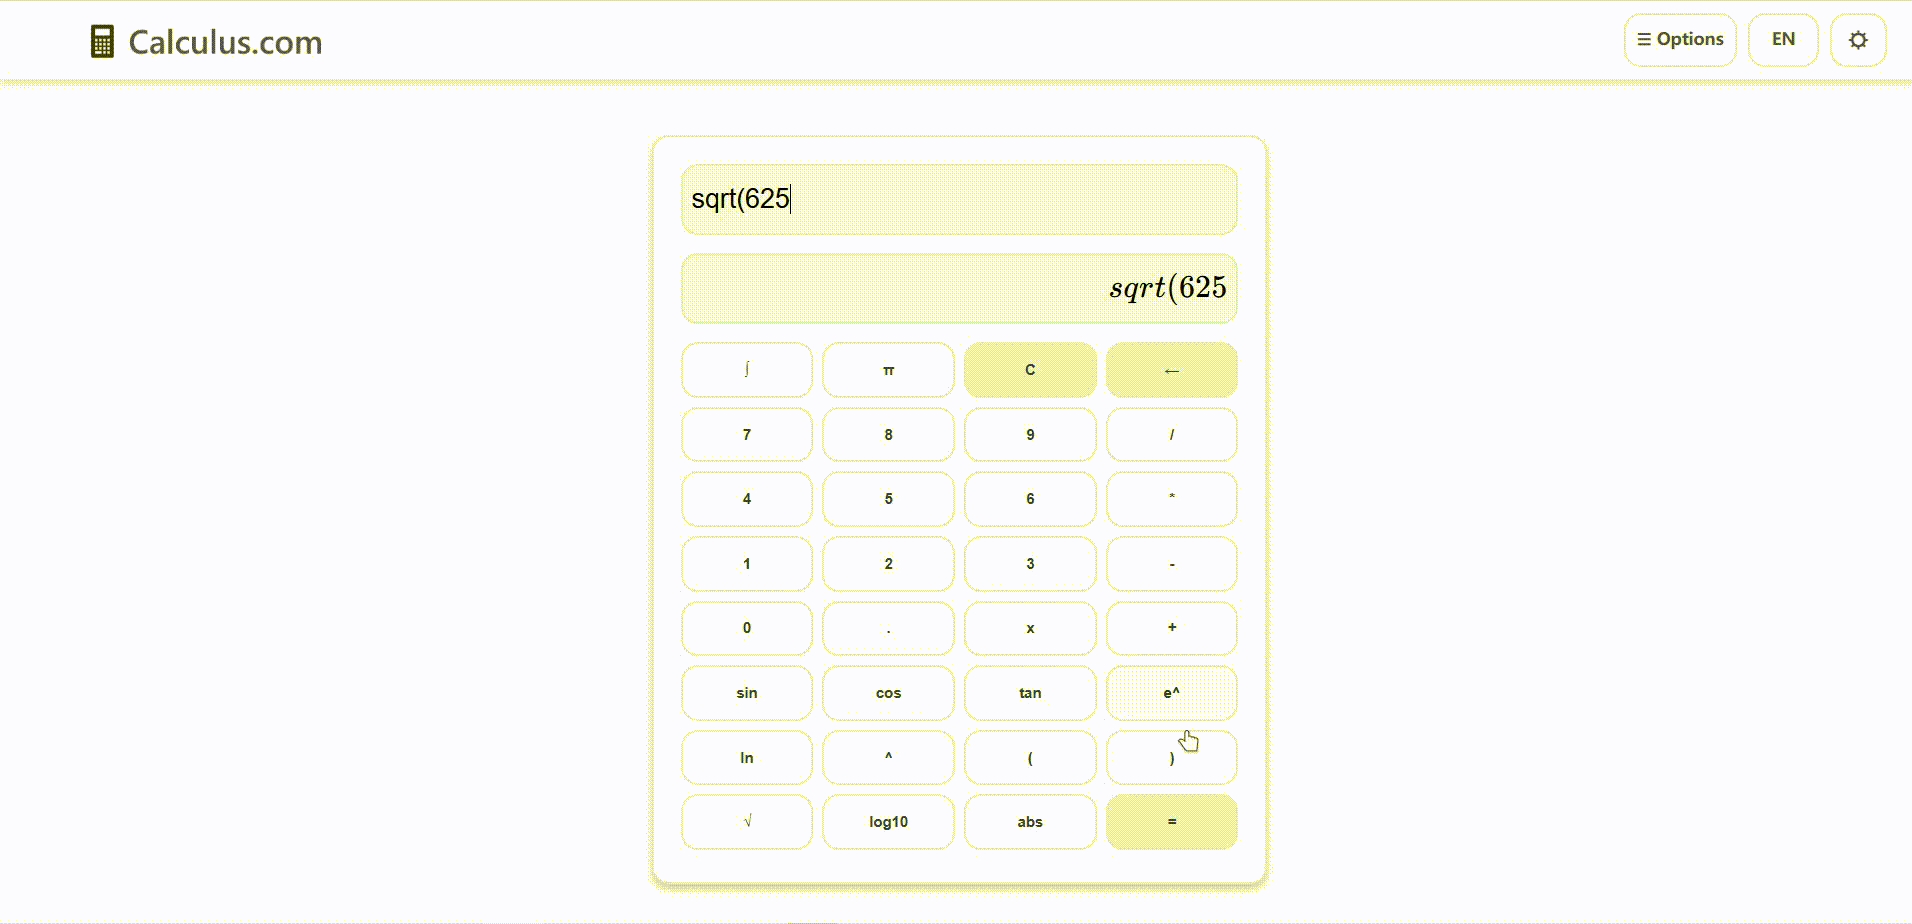 Calculus.com
☰ Options
EN
sqrt(625
sqrt(625
∫ π C ←
7 8 9 /
4 5 6 *
1 2 3 -
0 . x +
sin cos tan e^
ln ^ ( )
√ log10 abs =